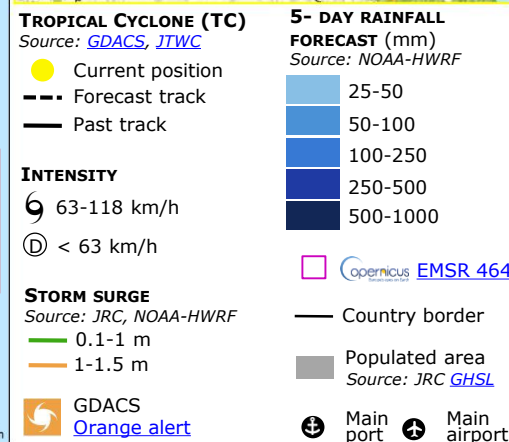 TROPICAL CYCLONE (TC)
Source: GDACS, JTWC
Current position
Forecast track
Past track
INTENSITY
63-118 km/h
D < 63 km/h
STORM SURGE
Source: JRC, NOAA-HWRF
0.1-1 m
1-1.5 m
GDACS
Orange alert
5- DAY RAINFALL
FORECAST (mm)
Source: NOAA-HWRF
25-50
50-100
100-250
250-500
500-1000
opernicus EMSR 464
Country border
Populated area
Source: JRC GHSL
Main port
Main airport